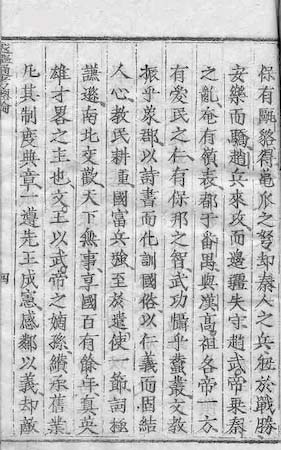 保有甌貉得龜爪之弩却秦人之兵狃於戰勝
安樂而驕趙兵來攻而邊疆失守趙武帝乘秦
之亂奄有嶺表都于番禺與漢高祖各帝一方
有愛民之仁有保邦之智武功懾乎蠶叢文教
振乎象郡以詩書而化訓國俗以仁義而固結
人心教民耕種國富兵強至於遣使一節詞極
謙遜南北交歡天下無事享國百有餘年真英
雄才畧之主也文王以武帝之嫡孫纘承舊業
凡其制度典章一遵先王成憲感鄰以義却敵
四